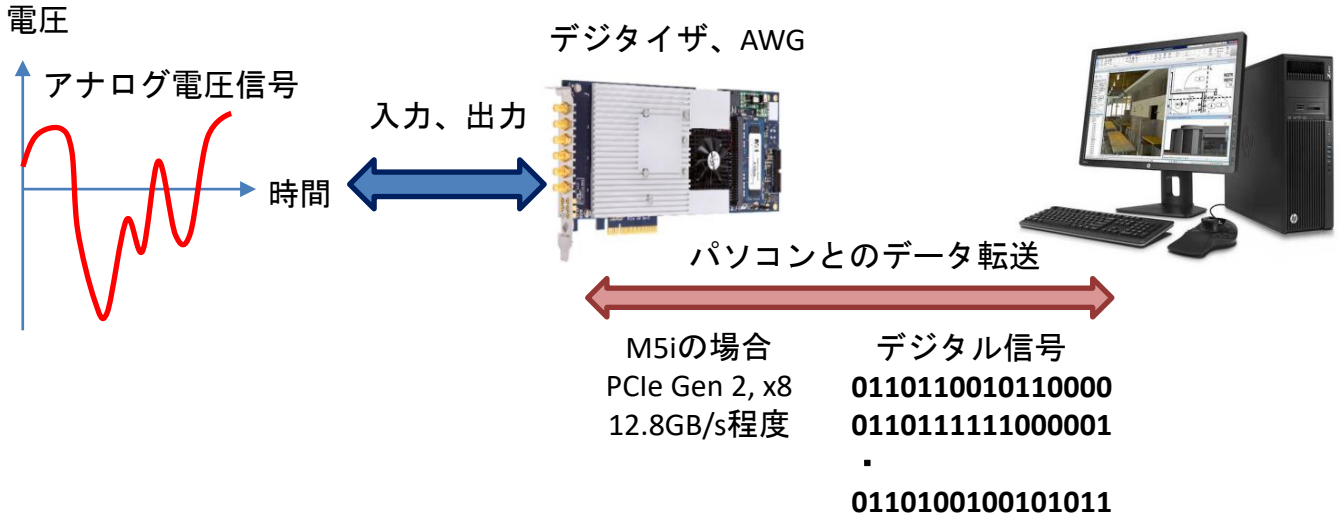 電圧
デジタイザ、AWG
アナログ電圧信号
入力、出力
時間
パソコンとのデータ転送
M5iの場合
PCIe Gen 2, x8
12.8GB/s程度
デジタル信号
0110110010110000
0110111111000001
▪
0110100100101011